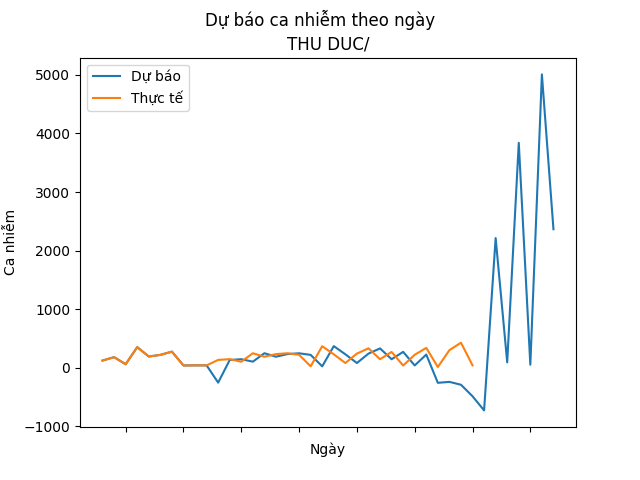 Dự báo ca nhiễm theo ngày
THU DUC/
Dự báo
Thực tế
5000
4000
3000
2000
1000
0
−1000
Ca nhiễm
Ngày